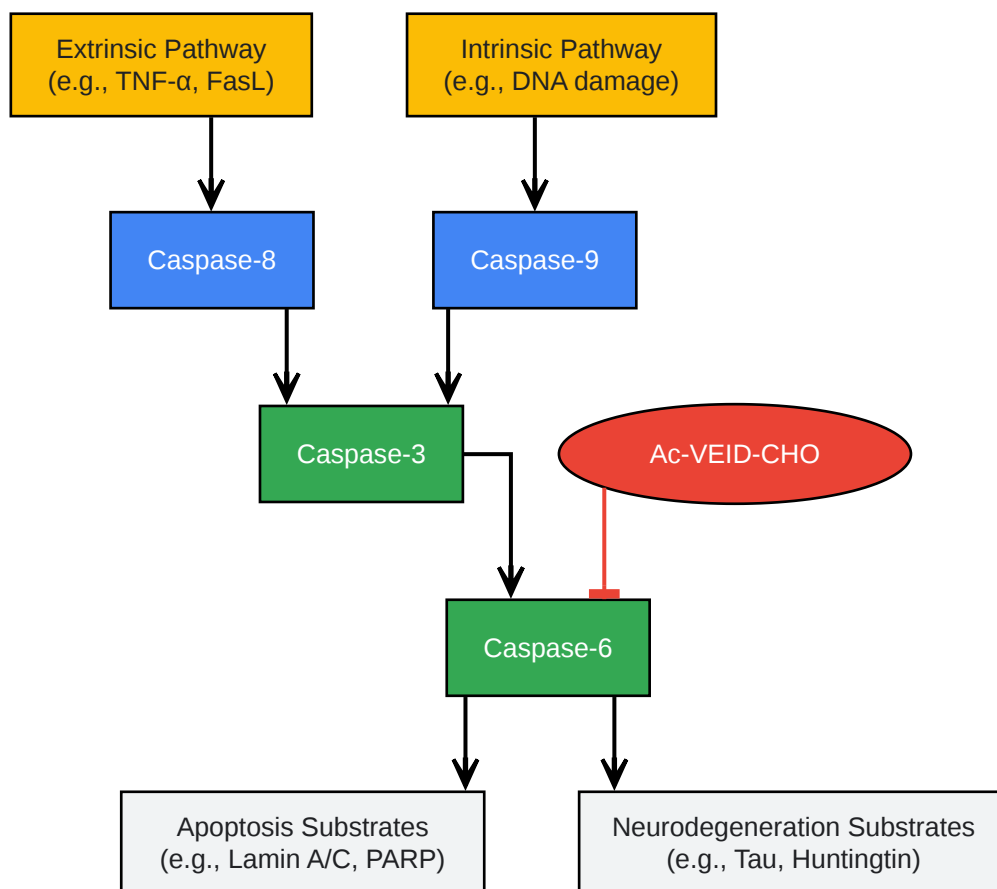 Extrinsic Pathway
(e.g., TNF-α, FasL)
Intrinsic Pathway
(e.g., DNA damage)
Caspase-8
Caspase-9
Caspase-3
Ac-VEID-CHO
Caspase-6
Apoptosis Substrates
(e.g., Lamin A/C, PARP)
Neurodegeneration Substrates
(e.g., Tau, Huntingtin)